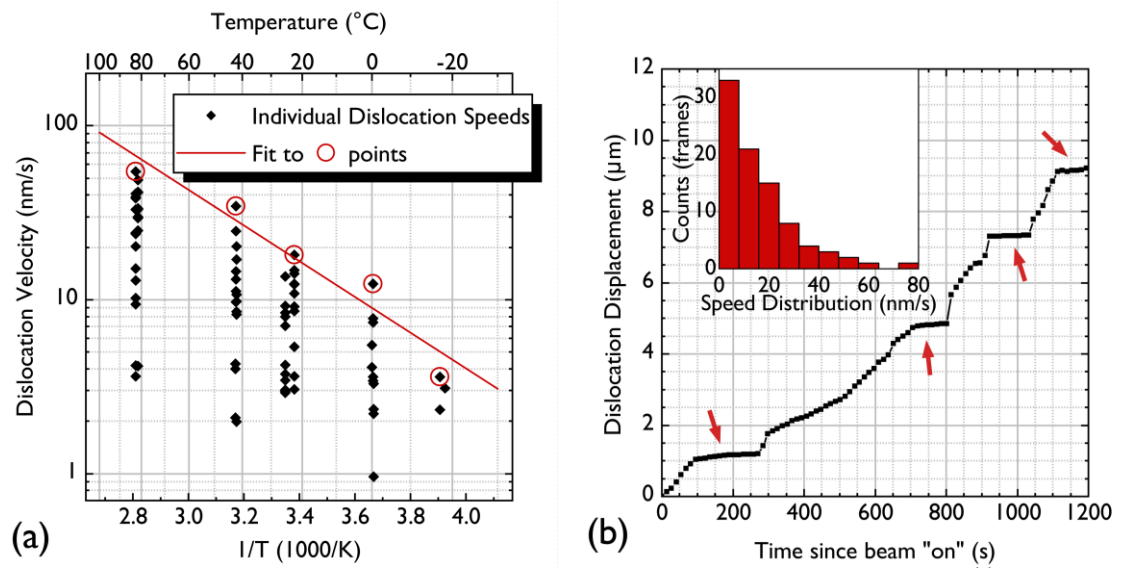 Temperature (°C)
100 80 60 40 20 0 -20
Individual Dislocation Speeds
Fit to points
Dislocation Velocity (nm/s)
100
10
1
2.8 3.0 3.2 3.4 3.6 3.8 4.0
1/T (1000/K)
(a)
Dislocation Displacement (µm)
12
10
8
6
4
2
0
0 200 400 600 800 1000 1200
Time since beam "on" (s)
(b)
Counts (frames)
30
20
10
0
0 20 40 60 80
Speed Distribution (nm/s)